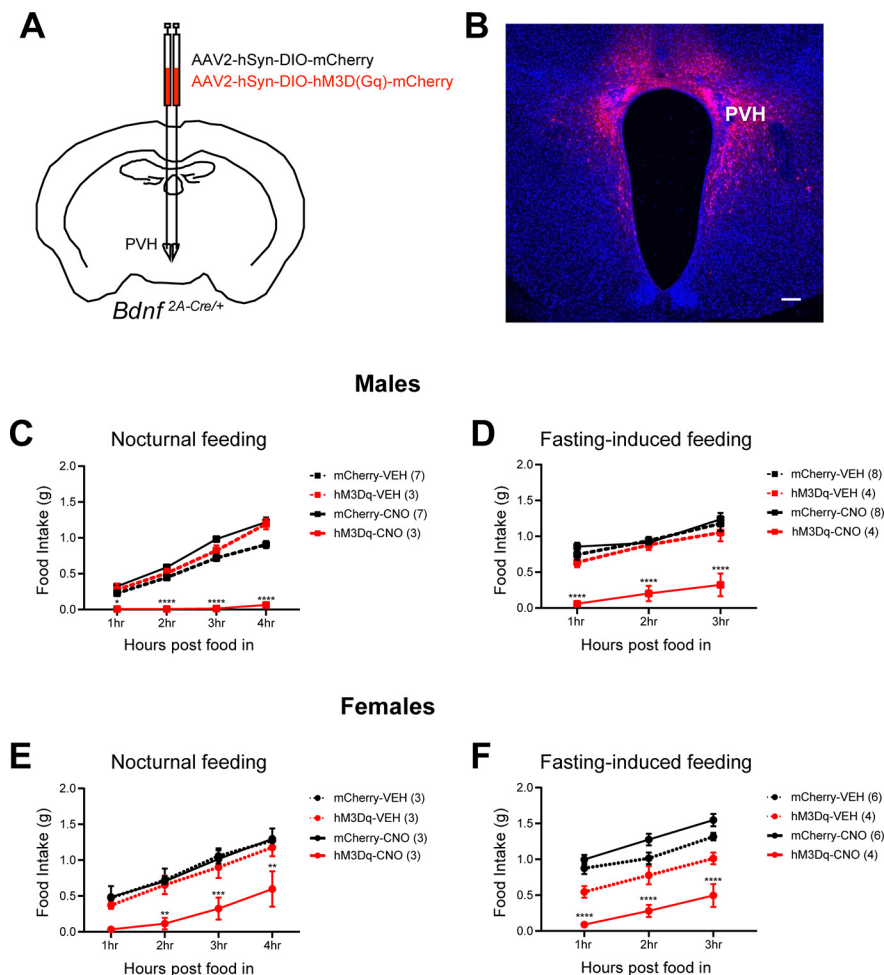 A
AAV2-hSyn-DIO-mCherry
AAV2-hSyn-DIO-hM3D(Gq)-mCherry
PVH
Bdnf 2A-Cre/+
B
PVH
Males
C
Nocturnal feeding
Food Intake (g)
2.0
1.5
1.0
0.5
0.0
* **** **** ****
1hr 2hr 3hr 4hr
Hours post food in
mCherry-VEH (7)
hM3Dq-VEH (3)
mCherry-CNO (7)
hM3Dq-CNO (3)
D
Fasting-induced feeding
Food Intake (g)
2.0
1.5
1.0
0.5
0.0
**** **** ****
1hr 2hr 3hr
Hours post food in
mCherry-VEH (8)
hM3Dq-VEH (4)
mCherry-CNO (8)
hM3Dq-CNO (4)
Females
E
Nocturnal feeding
Food Intake (g)
2.0
1.5
1.0
0.5
0.0
** *** **
1hr 2hr 3hr 4hr
Hours post food in
mCherry-VEH (3)
hM3Dq-VEH (3)
mCherry-CNO (3)
hM3Dq-CNO (3)
F
Fasting-induced feeding
Food Intake (g)
2.0
1.5
1.0
0.5
0.0
**** **** ****
1hr 2hr 3hr
Hours post food in
mCherry-VEH (6)
hM3Dq-VEH (4)
mCherry-CNO (6)
hM3Dq-CNO (4)